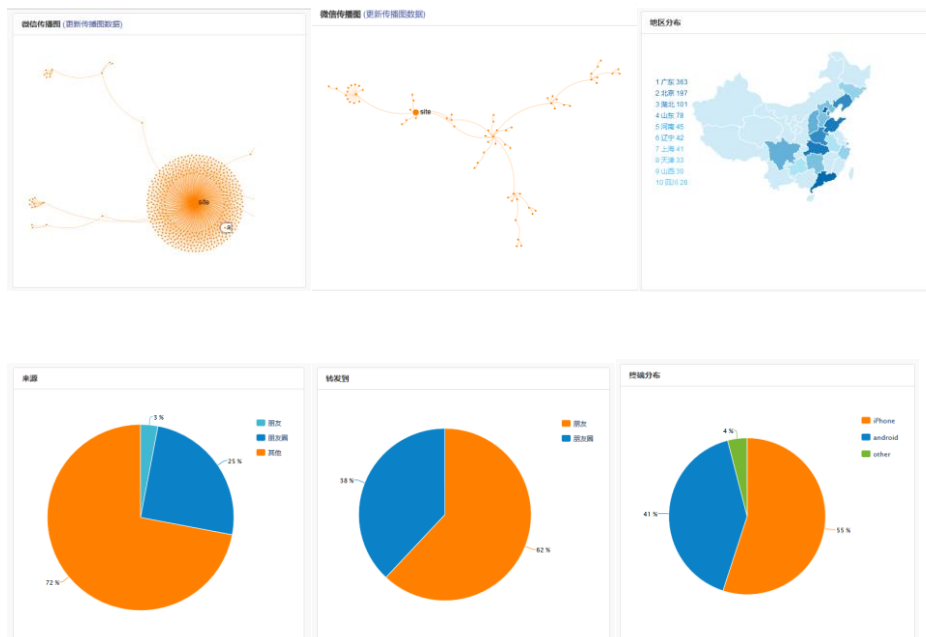 微信传播图 (更新传播图数据)
site
微信传播图 (更新传播图数据)
site
地区分布
1 广东 383
2 北京 197
3 湖北 101
4 山东 78
5 河南 45
6 辽宁 42
7 上海 41
8 天津 33
9 山西 30
10 四川 28
来源
3 %
25 %
72 %
朋友
朋友圈
其他
转发到
38 %
62 %
朋友
朋友圈
终端分布
4 %
41 %
55 %
iPhone
android
other